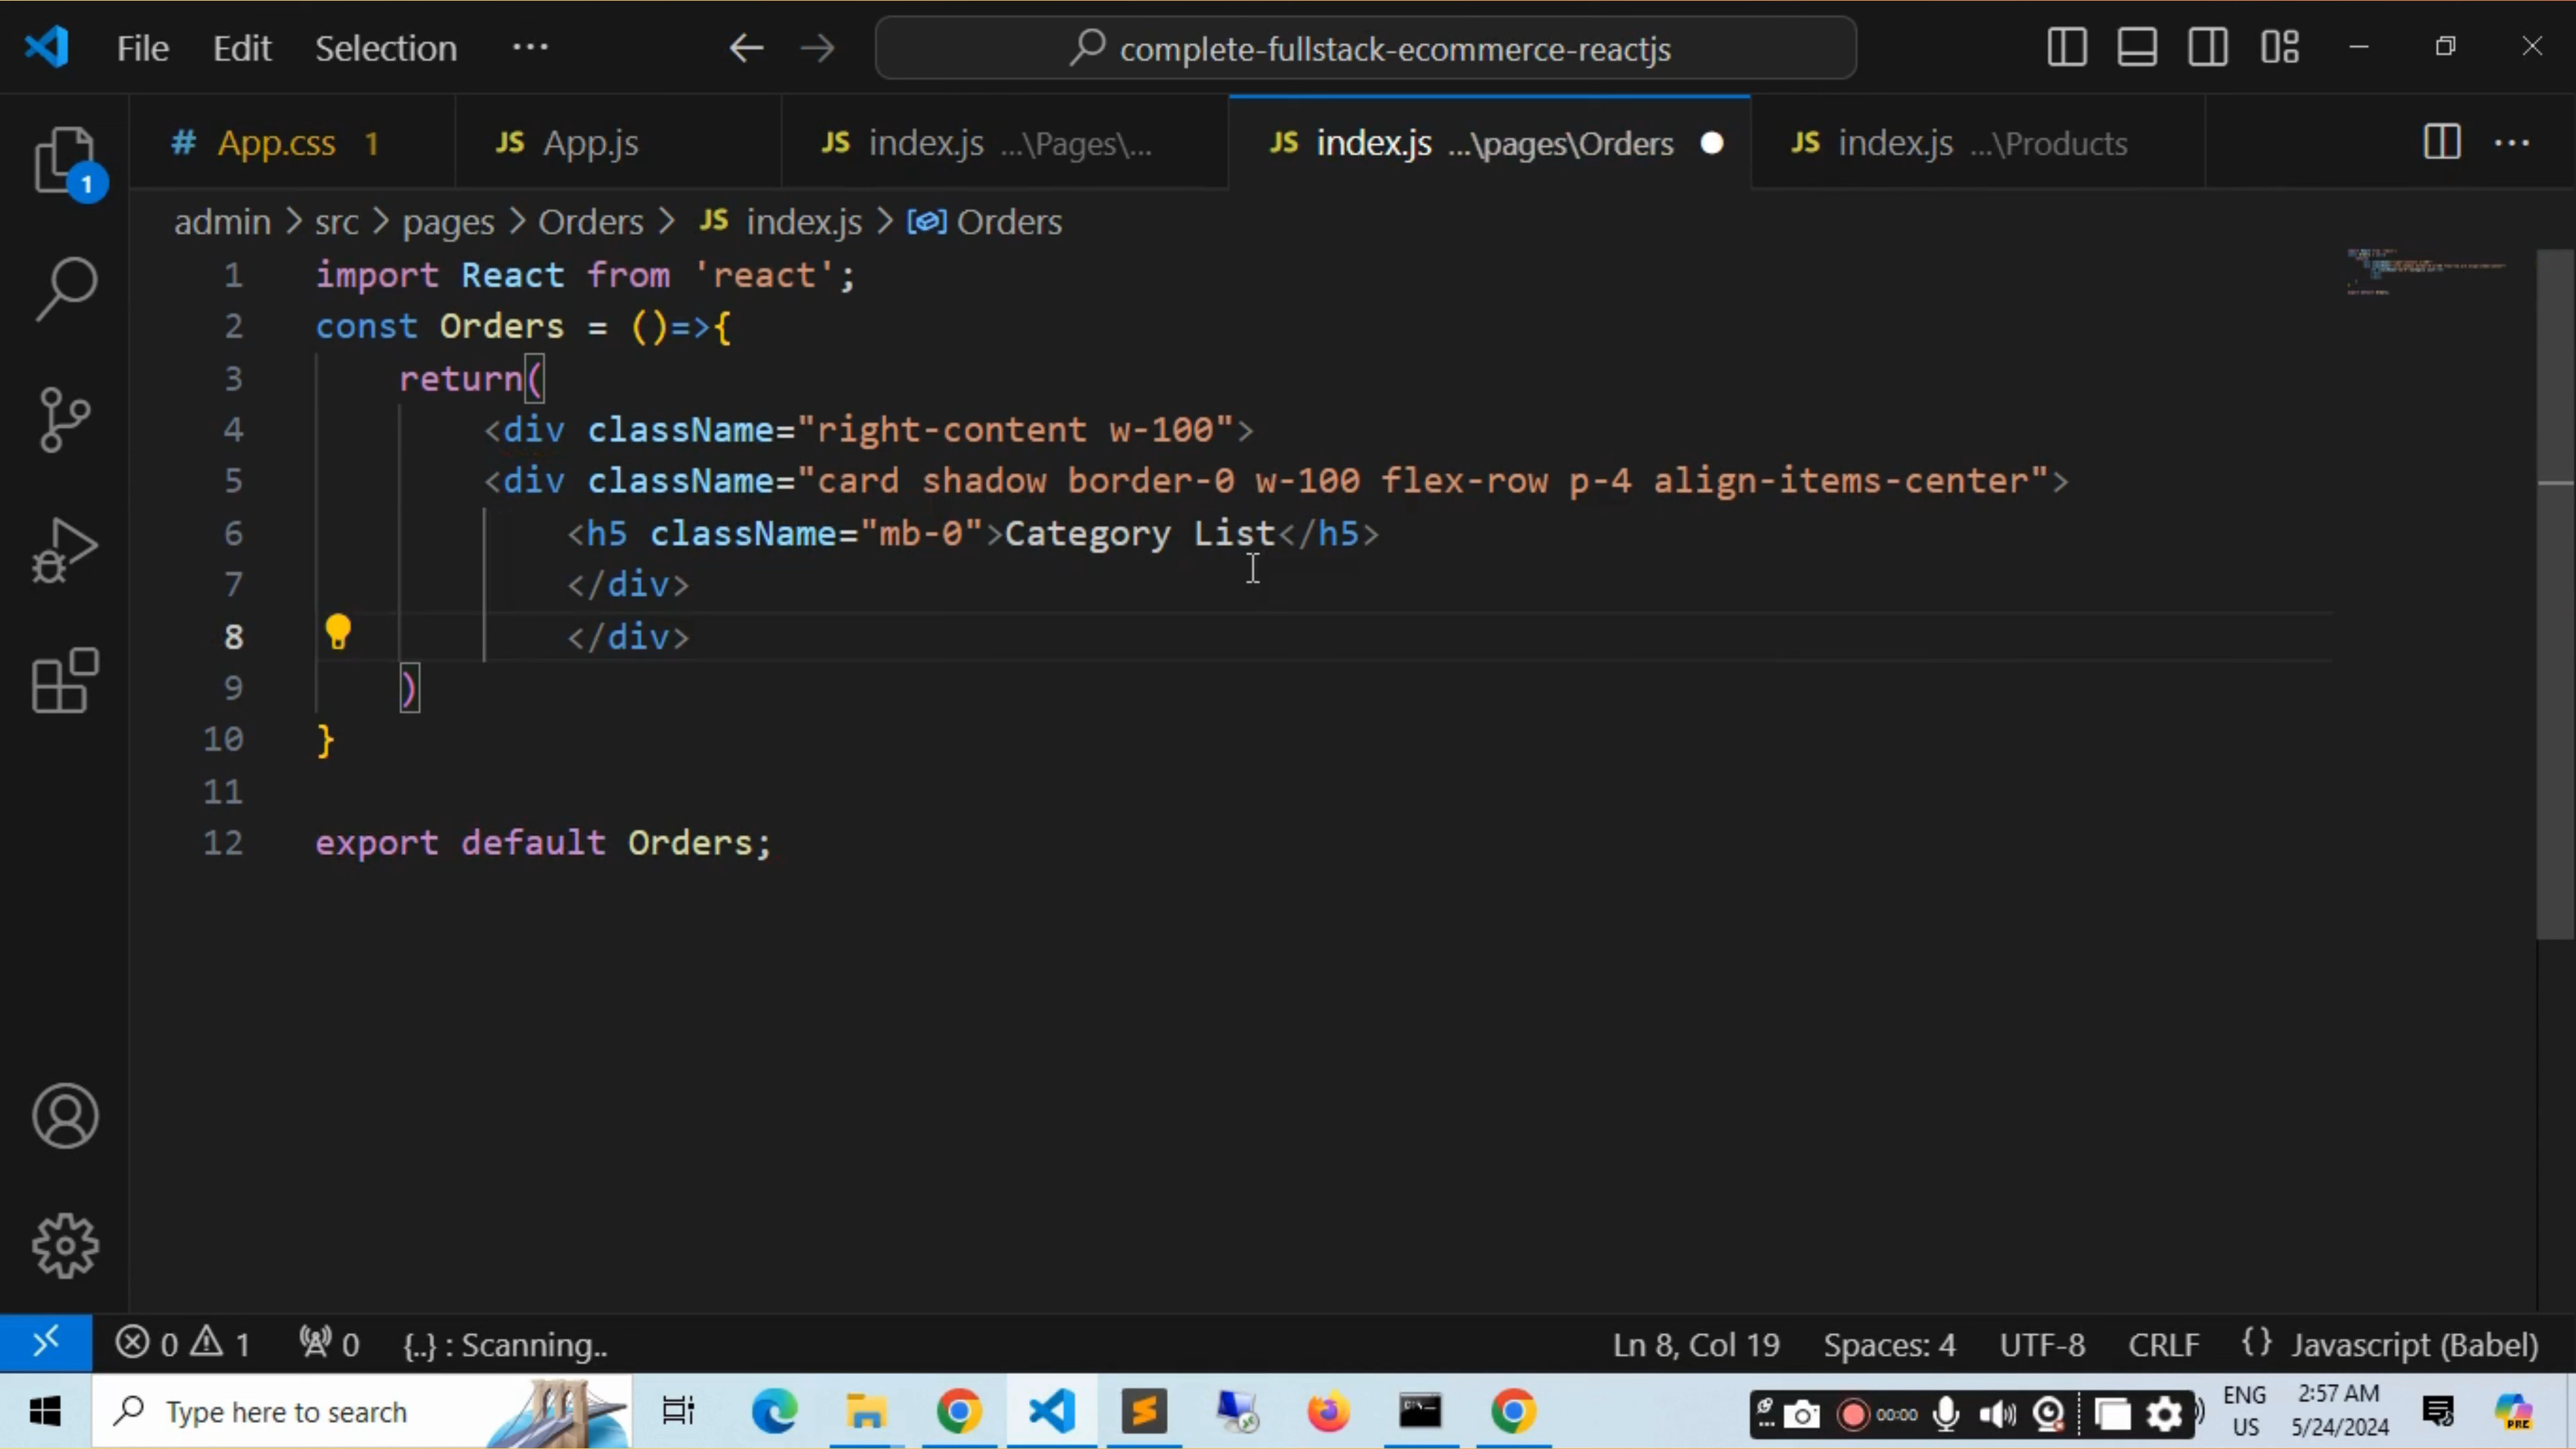 File Edit Selection ··· complete-fullstack-ecommerce-reactjs
# App.css 1 JS App.js JS index.js ...\Pages\... JS index.js ...\pages\Orders JS index.js ...\Products ···
1
admin > src > pages > Orders > JS index.js > Orders
1 import React from 'react';
2 const Orders = ()=>{
3 return(
4 <div className="right-content w-100">
5 <div className="card shadow border-0 w-100 flex-row p-4 align-items-center">
6 <h5 className="mb-0">Category List</h5>
7 </div>
8 </div>
9 )
10 }
11
12 export default Orders;
0 1 0 {..} : Scanning.. Ln 8, Col 19 Spaces: 4 UTF-8 CRLF {} Javascript (Babel)
Type here to search 00:00 ENG 2:57 AM
US 5/24/2024 PRE